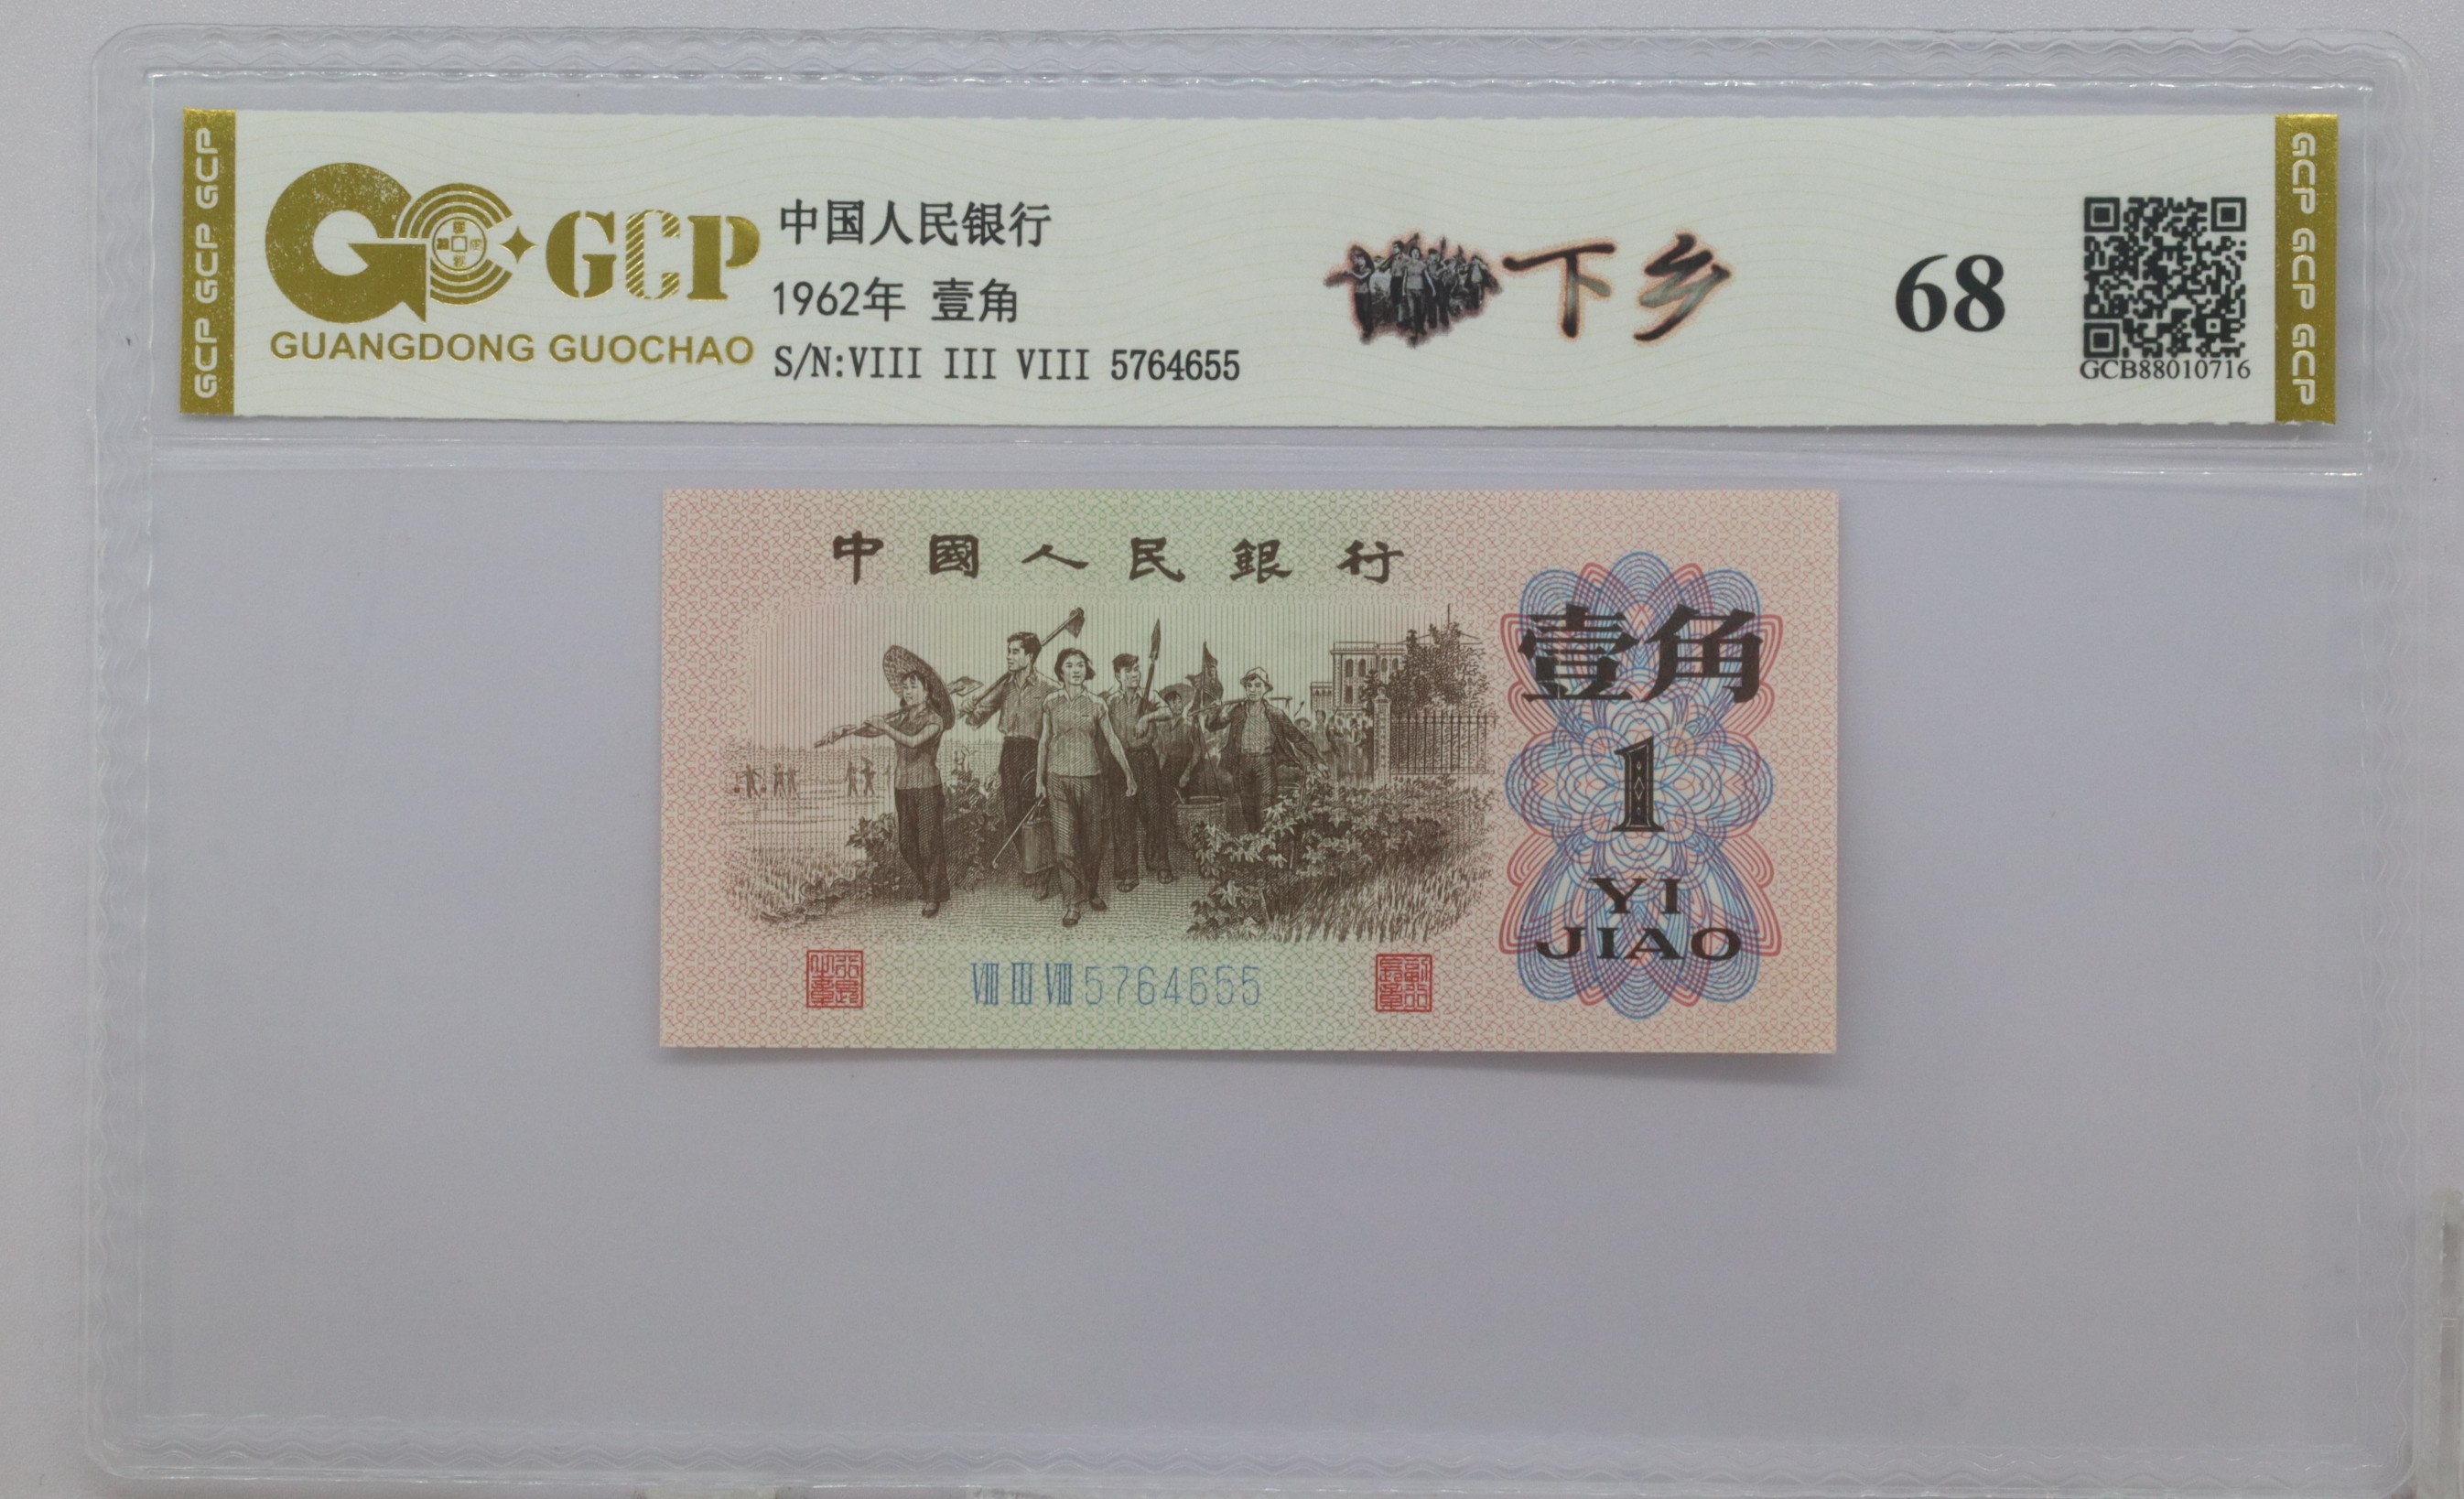 GCP GCP GCP
GCP
GUANGDONG GUOCHAO
中国人民银行
1962年 壹角
S/N:VIII III VIII 5764655
下乡
68
GCB88010716
GCP GCP GCP
中國人民銀行
壹角
1
YI
JIAO
VIII III VIII 5764655